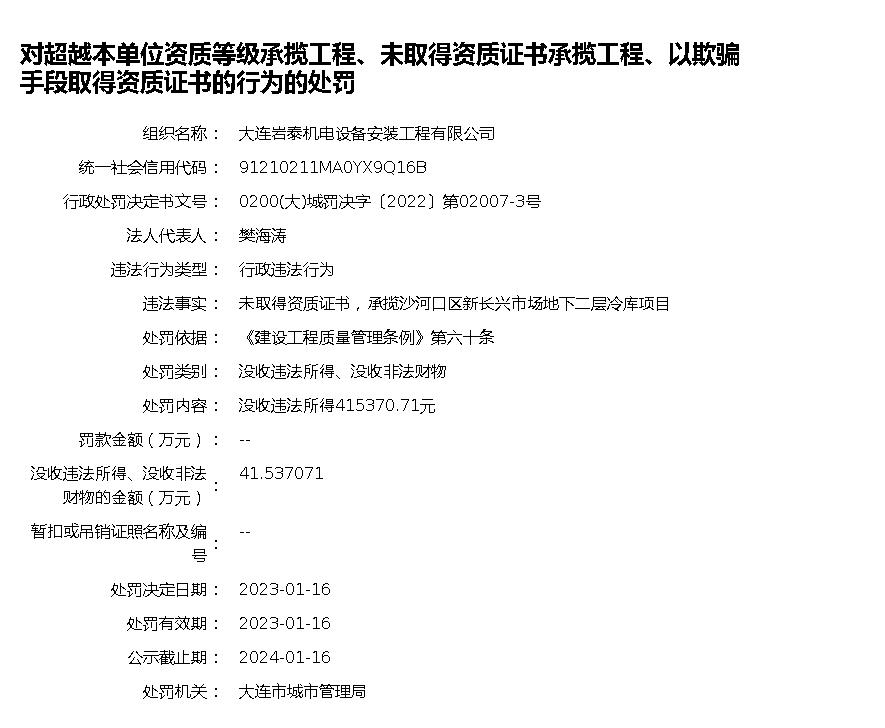 对超越本单位资质等级承揽工程、未取得资质证书承揽工程、以欺骗
手段取得资质证书的行为的处罚
组织名称： 大连岩泰机电设备安装工程有限公司
统一社会信用代码： 91210211MA0YX9Q16B
行政处罚决定书文号： 0200(大)城罚决字〔2022〕第02007-3号
法人代表人： 樊海涛
违法行为类型： 行政违法行为
违法事实： 未取得资质证书，承揽沙河口区新长兴市场地下二层冷库项目
处罚依据： 《建设工程质量管理条例》第六十条
处罚类别： 没收违法所得、没收非法财物
处罚内容： 没收违法所得415370.71元
罚款金额（万元）： --
没收违法所得、没收非法
财物的金额（万元）： 41.537071
暂扣或吊销证照名称及编
号： --
处罚决定日期： 2023-01-16
处罚有效期： 2023-01-16
公示截止期： 2024-01-16
处罚机关： 大连市城市管理局